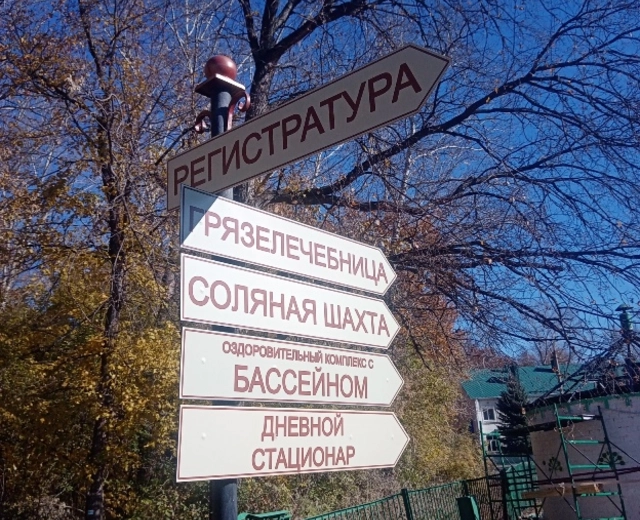 РЕГИСТРАТУРА
ГРЯЗЕЛЕЧЕБНИЦА
СОЛЯНАЯ ШАХТА
ОЗДОРОВИТЕЛЬНЫЙ КОМПЛЕКС С
БАССЕЙНОМ
ДНЕВНОЙ
СТАЦИОНАР